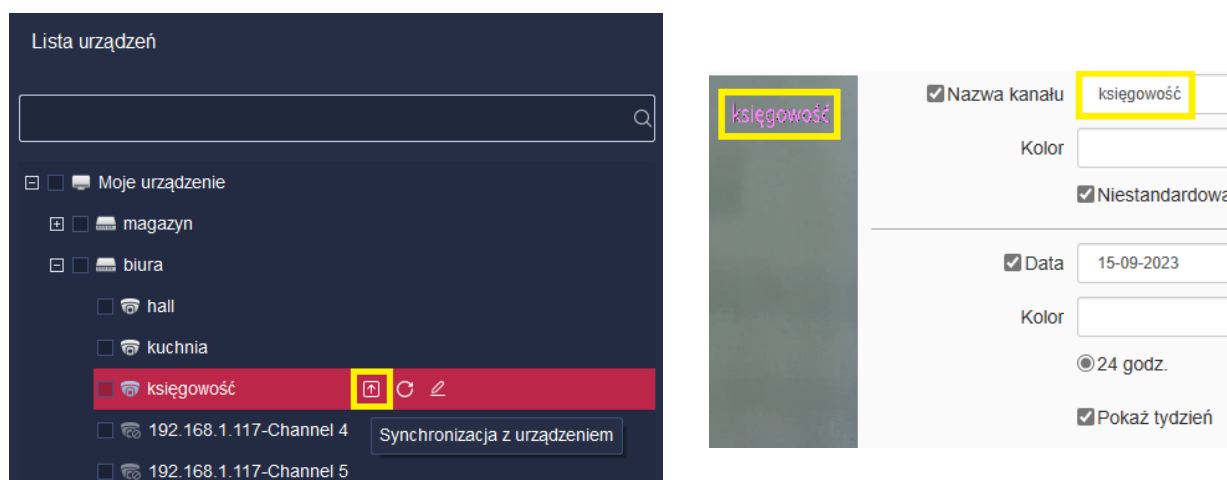 Lista urządzeń
Moje urządzenie
magazyn
biura
hall
kuchnia
księgowość
192.168.1.117-Channel 4
Synchronizacja z urządzeniem
192.168.1.117-Channel 5
księgowość
Nazwa kanału księgowość
Kolor
Niestandardowa
Data 15-09-2023
Kolor
24 godz.
Pokaż tydzień